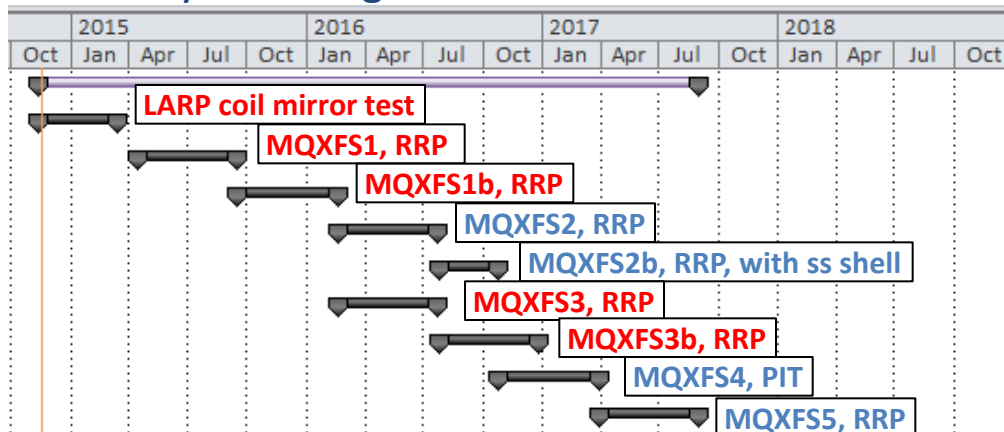 2015 2016 2017 2018
Oct Jan Apr Jul Oct Jan Apr Jul Oct Jan Apr Jul Oct Jan Apr Jul Oct
LARP coil mirror test
MQXFS1, RRP
MQXFS1b, RRP
MQXFS2, RRP
MQXFS2b, RRP, with ss shell
MQXFS3, RRP
MQXFS3b, RRP
MQXFS4, PIT
MQXFS5, RRP